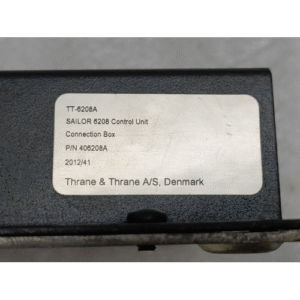 TT-6208A
SAILOR 6208 Control Unit
Connection Box
P/N 406208A
2012/41
Thrane & Thrane A/S, Denmark